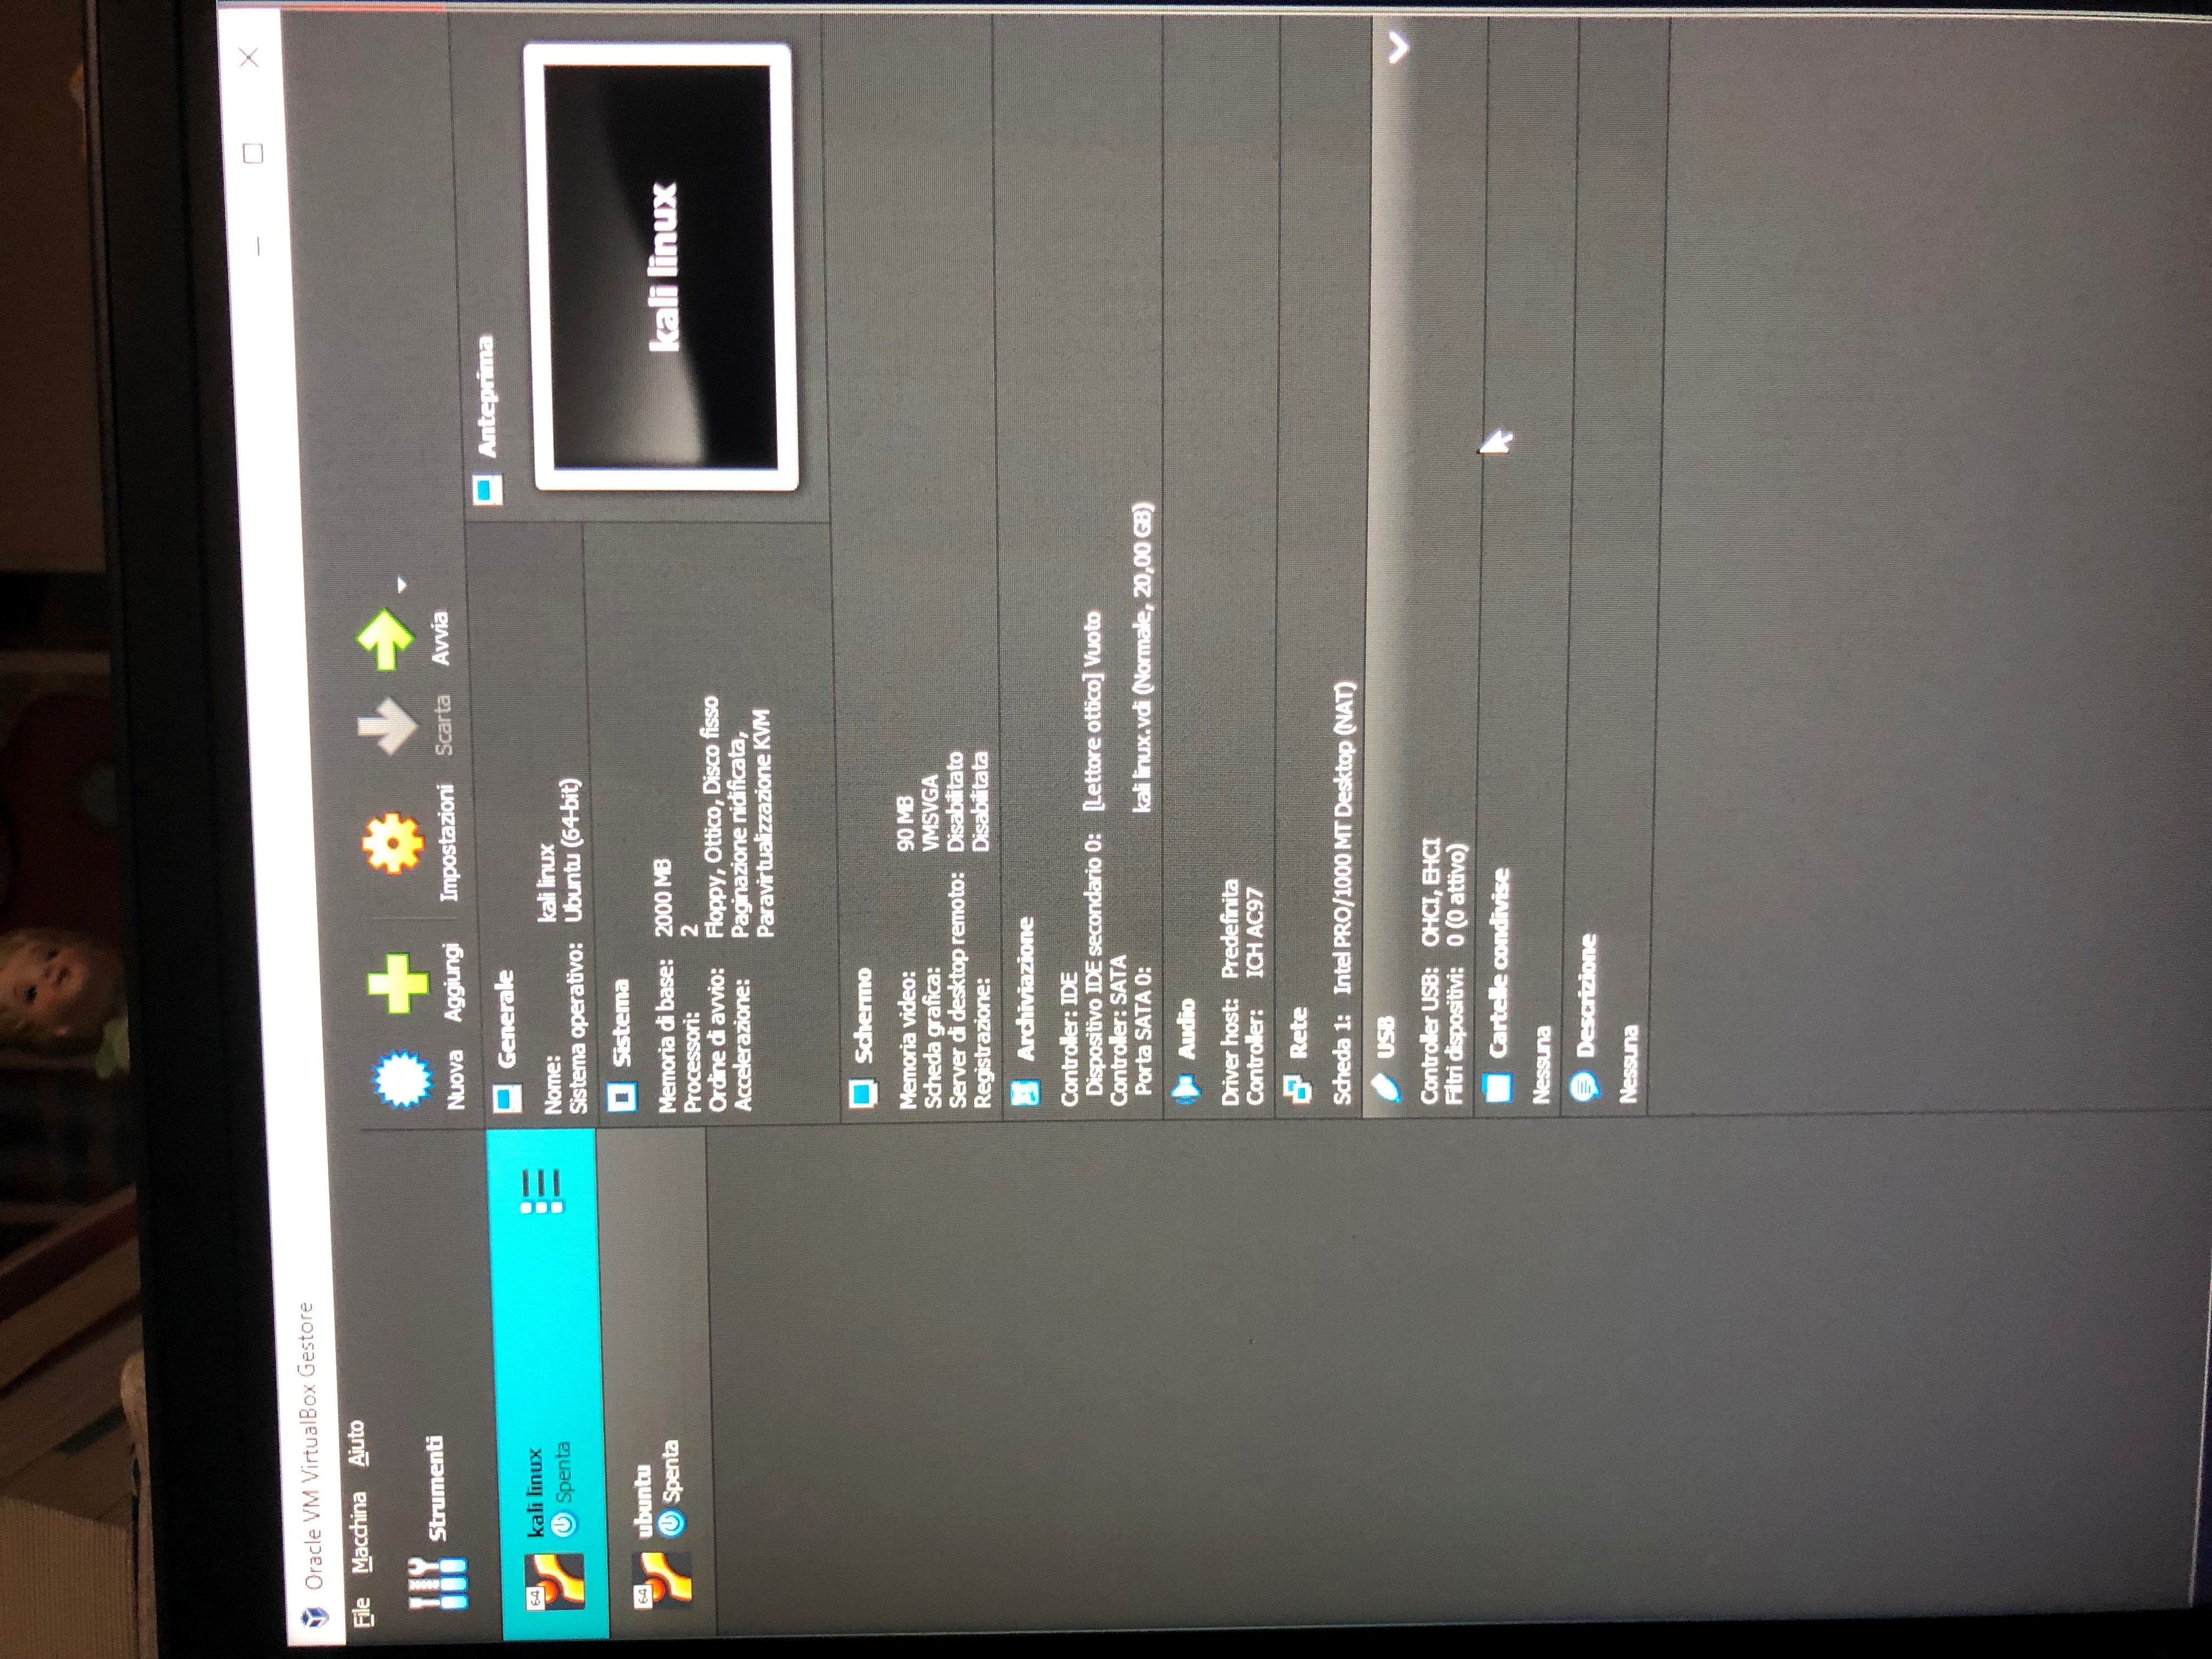 Oracle VM VirtualBox Gestore
File Macchina Aiuto
Strumenti
Nuova Aggiungi Impostazioni Scarta Avvia
64 kali linux
Spenta
64 ubuntu
Spenta
Generale
Nome: kali linux
Sistema operativo: Ubuntu (64-bit)
Sistema
Memoria di base: 2000 MB
Processori: 2
Ordine di avvio: Floppy, Ottico, Disco fisso
Accelerazione: Paginazione nidificata,
Paravirtualizzazione KVM
Anteprima
kali linux
Schermo
Memoria video: 90 MB
Scheda grafica: VMSVGA
Server di desktop remoto: Disabilitato
Registrazione: Disabilitata
Archiviazione
Controller: IDE
Dispositivo IDE secondario 0: [Lettore ottico] Vuoto
Controller: SATA
Porta SATA 0: kali linux.vdi (Normale, 20,00 GB)
Audio
Driver host: Predefinita
Controller: ICH AC97
Rete
Scheda 1: Intel PRO/1000 MT Desktop (NAT)
USB
Controller USB: OHCI, EHCI
Filtri dispositivi: 0 (0 attivo)
Cartelle condivise
Nessuna
Descrizione
Nessuna